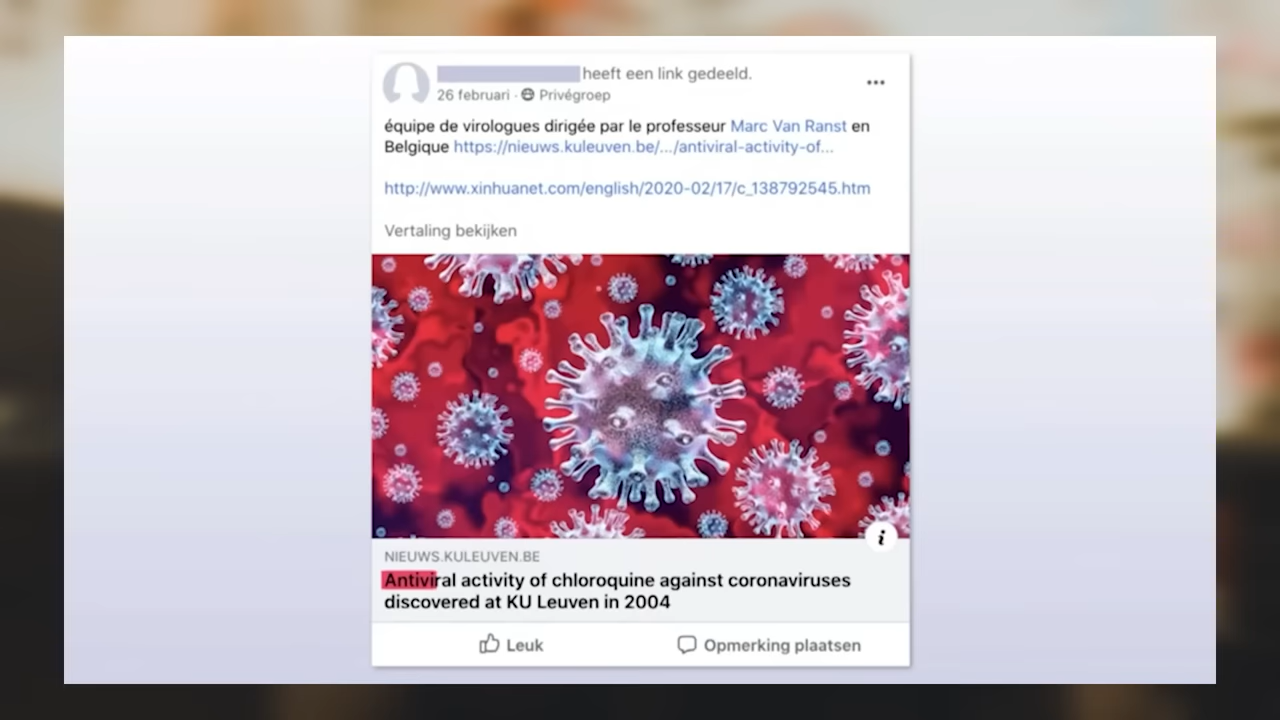 heeft een link gedeeld.
26 februari · Privégroep
équipe de virologues dirigée par le professeur Marc Van Ranst en
Belgique https://nieuws.kuleuven.be/.../antiviral-activity-of...
http://www.xinhuanet.com/english/2020-02/17/c_138792545.htm
Vertaling bekijken
i
NIEUWS.KULEUVEN.BE
Antiviral activity of chloroquine against coronaviruses
discovered at KU Leuven in 2004
Leuk
Opmerking plaatsen